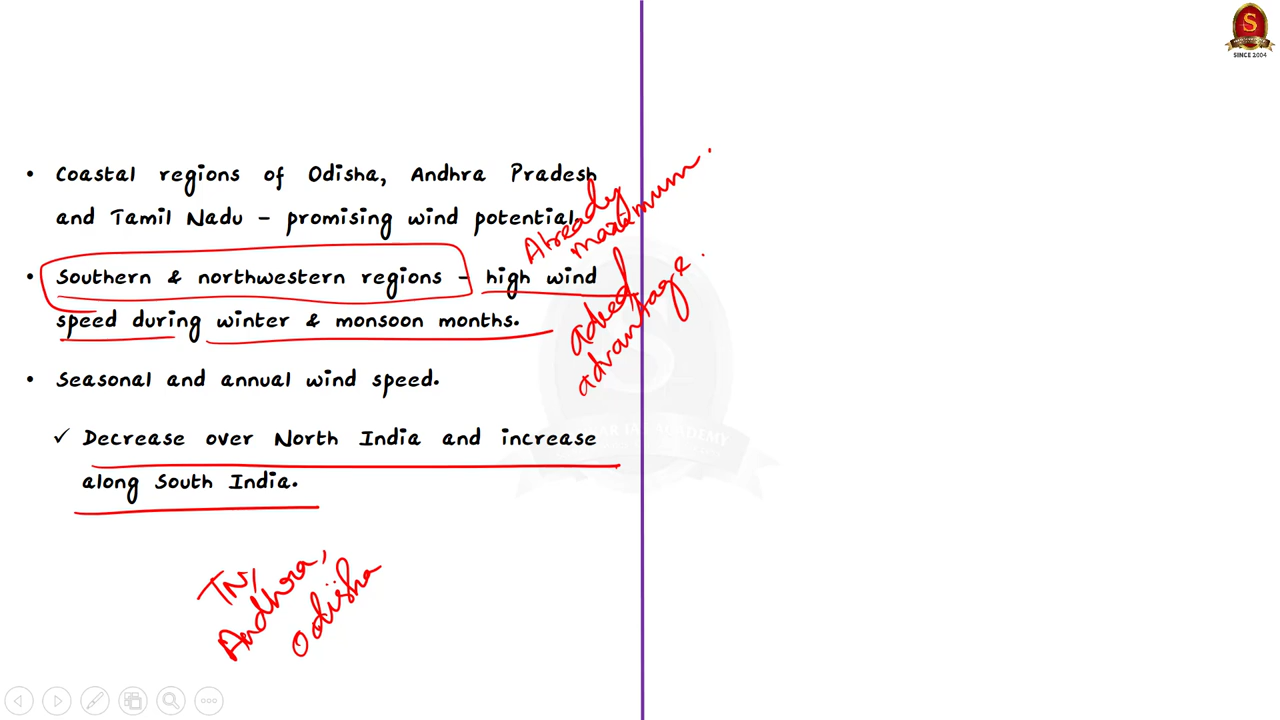 SINCE 2004
• Coastal regions of Odisha, Andhra Pradesh
and Tamil Nadu - promising wind potential.
Already
maximum.
• Southern & northwestern regions - high wind
speed during winter & monsoon months.
added
advantage.
• Seasonal and annual wind speed.
✓ Decrease over North India and increase
along South India.
TN,
Andhra,
Odisha